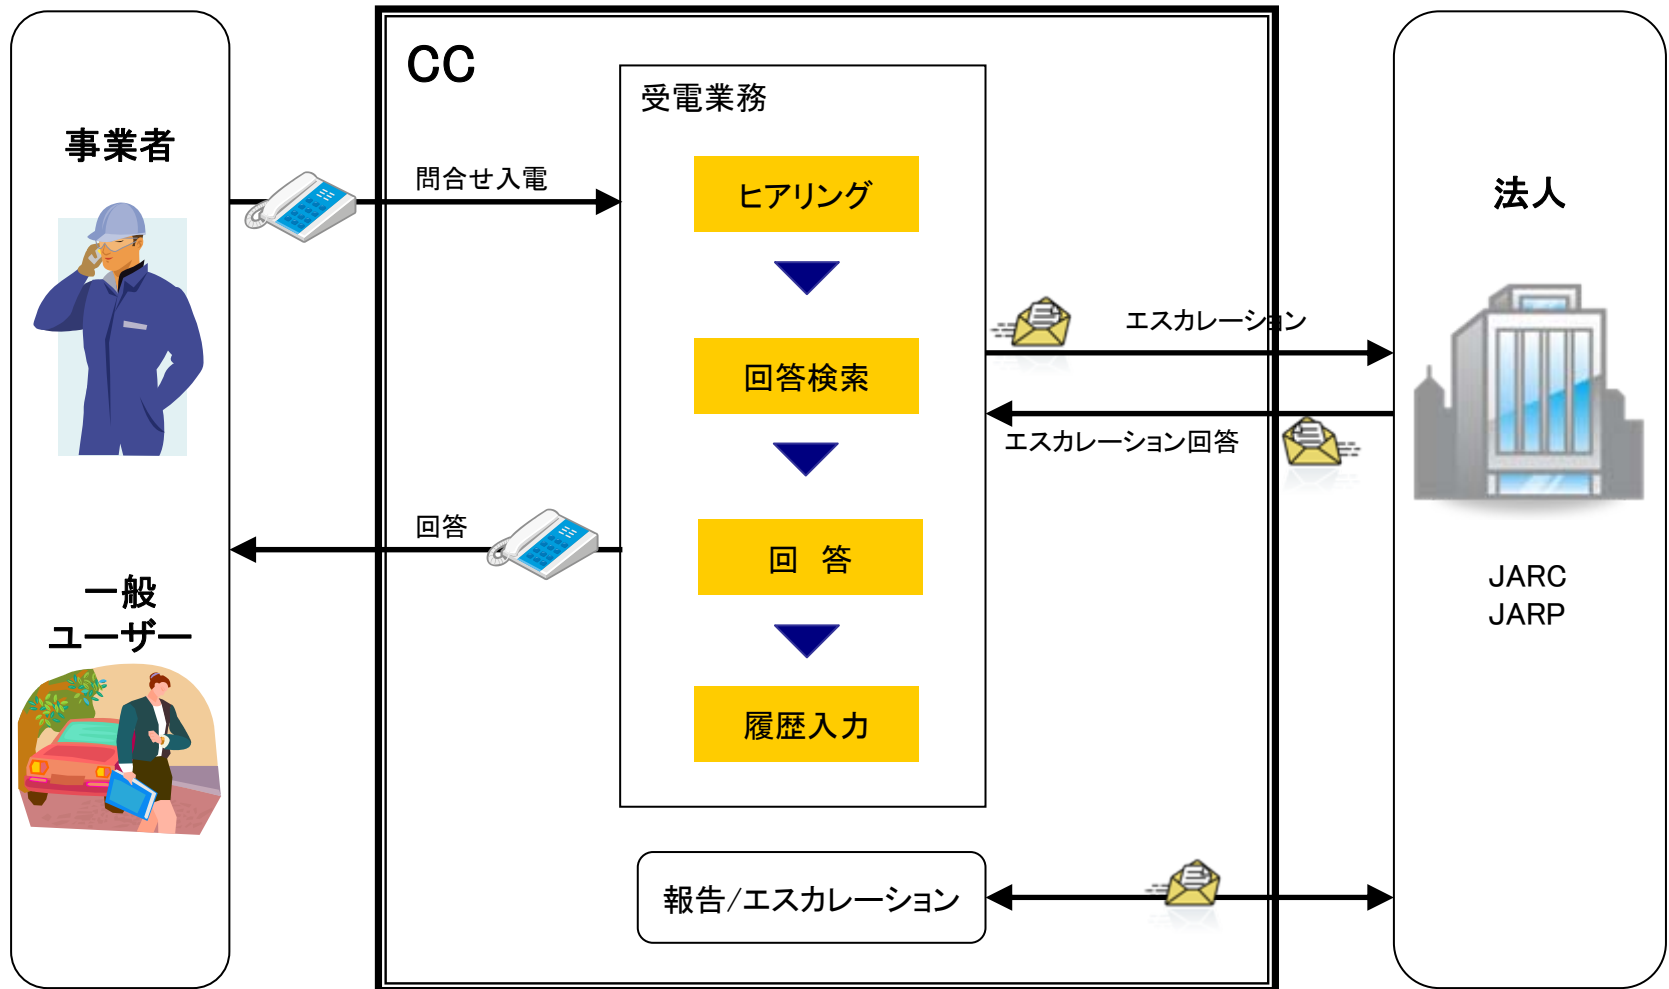 事業者
一般
ユーザー
CC
問合せ入電
回答
受電業務
ヒアリング
回答検索
回　答
履歴入力
報告/エスカレーション
エスカレーション
エスカレーション回答
法人
JARC
JARP